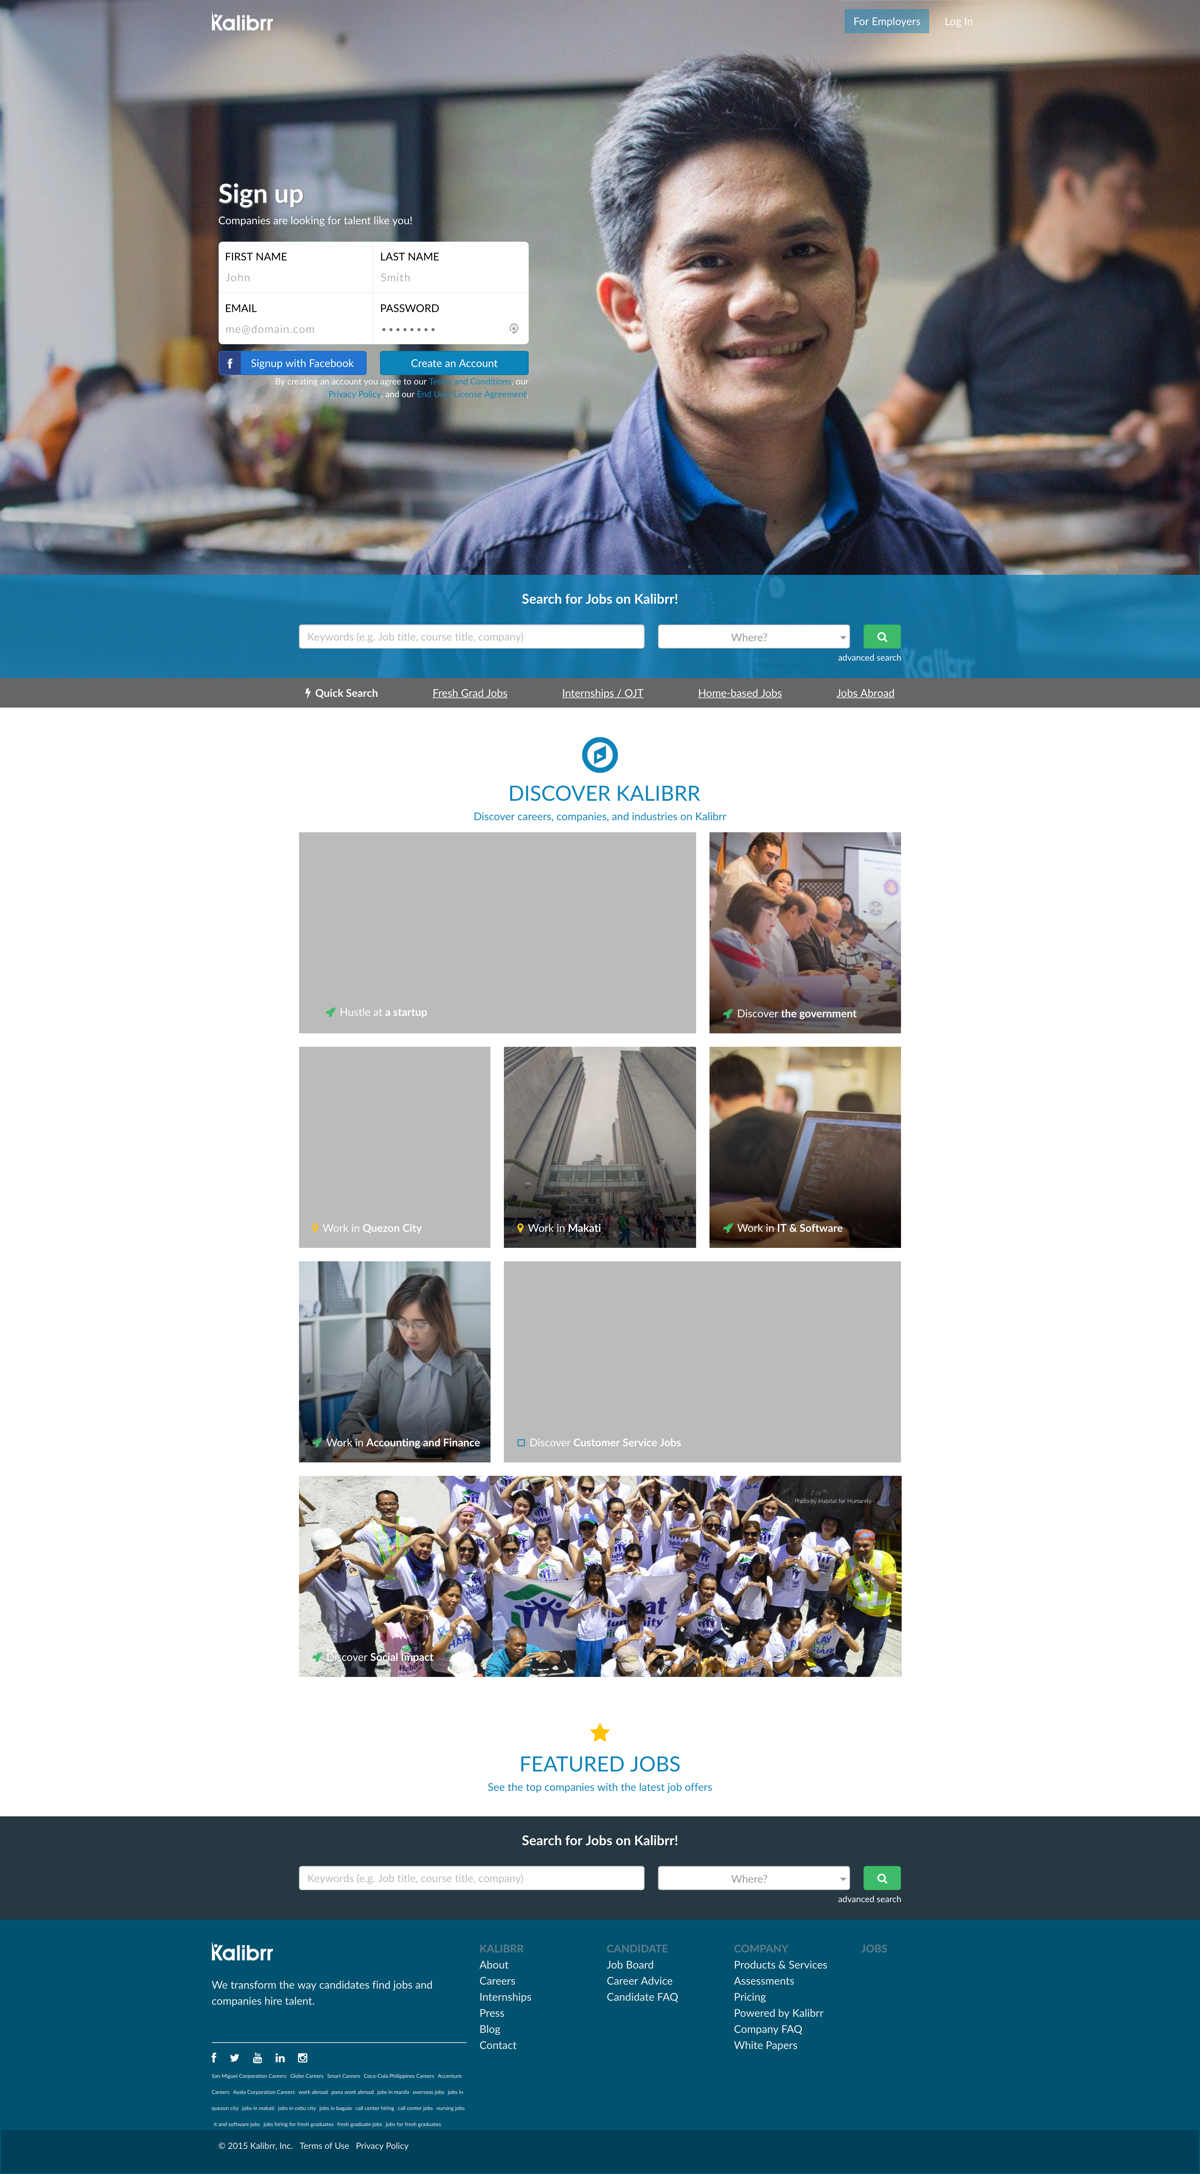 Kalibrr
For Employers
Log In
Sign up
Companies are looking for talent like you!
FIRST NAME
LAST NAME
John
Smith
EMAIL
PASSWORD
me@domain.com
••••••••
Signup with Facebook
Create an Account
By creating an account you agree to our Terms and Conditions, our
Privacy Policy, and our End User License Agreement.
Search for Jobs on Kalibrr!
Keywords (e.g. Job title, course title, company)
Where?
advanced search
Kalibrr
Quick Search
Fresh Grad Jobs
Internships / OJT
Home-based Jobs
Jobs Abroad
DISCOVER KALIBRR
Discover careers, companies, and industries on Kalibrr
Hustle at a startup
Discover the government
Work in Quezon City
Work in Makati
Work in IT & Software
Work in Accounting and Finance
Discover Customer Service Jobs
Photo by Habitat for Humanity
Discover Social Impact
FEATURED JOBS
See the top companies with the latest job offers
Search for Jobs on Kalibrr!
Keywords (e.g. Job title, course title, company)
Where?
advanced search
Kalibrr
We transform the way candidates find jobs and
companies hire talent.
San Miguel Corporation Careers Globe Careers Smart Careers Coca-Cola Philippines Careers Accenture
Careers Ayala Corporation Careers work abroad poea work abroad jobs in manila overseas jobs jobs in
quezon city jobs in makati jobs in cebu city jobs in baguio call center hiring call center jobs nursing jobs
it and software jobs jobs hiring for fresh graduates fresh graduate jobs jobs for fresh graduates
KALIBRR
About
Careers
Internships
Press
Blog
Contact
CANDIDATE
Job Board
Career Advice
Candidate FAQ
COMPANY
Products & Services
Assessments
Pricing
Powered by Kalibrr
Company FAQ
White Papers
JOBS
© 2015 Kalibrr, Inc.
Terms of Use
Privacy Policy